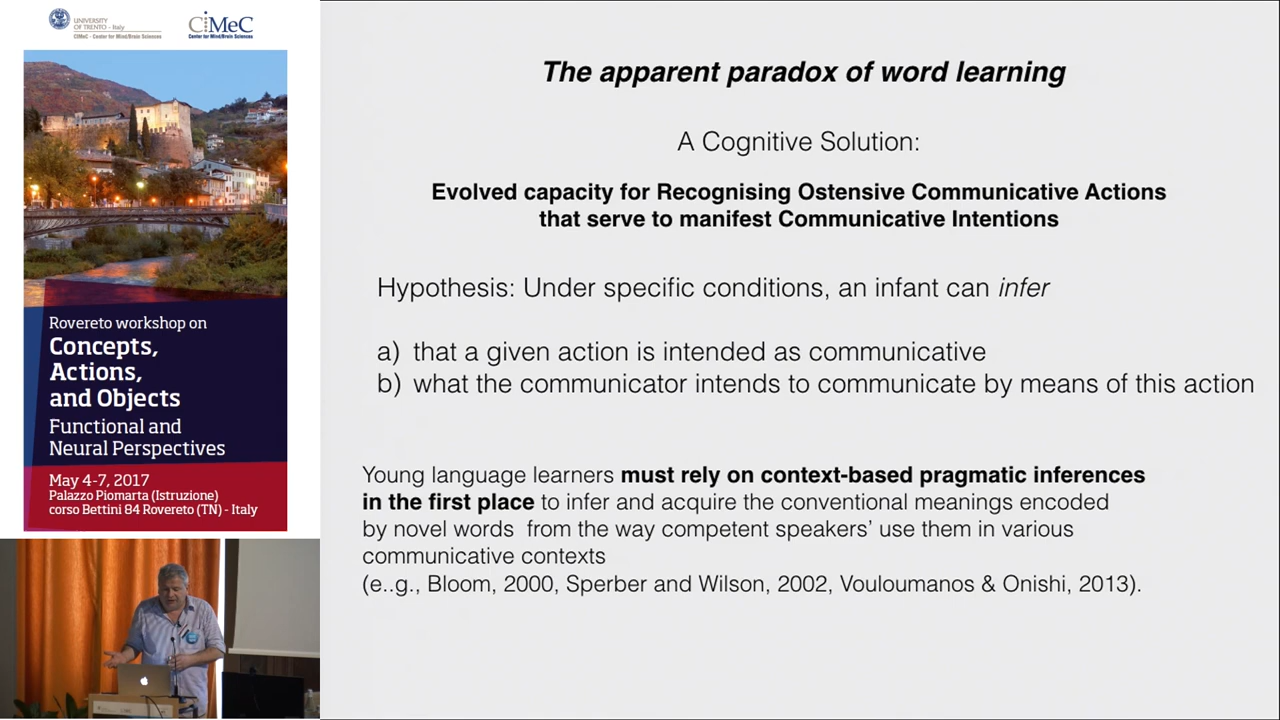 UNIVERSITY
OF TRENTO - Italy
CIMeC - Center for Mind/Brain Sciences
CiMeC
Center for Mind/Brain Sciences
Rovereto workshop on
Concepts,
Actions,
and Objects
Functional and
Neural Perspectives
May 4-7, 2017
Palazzo Piomarta (Istruzione)
corso Bettini 84 Rovereto (TN) - Italy
The apparent paradox of word learning
A Cognitive Solution:
Evolved capacity for Recognising Ostensive Communicative Actions
that serve to manifest Communicative Intentions
Hypothesis: Under specific conditions, an infant can infer
a) that a given action is intended as communicative
b) what the communicator intends to communicate by means of this action
Young language learners must rely on context-based pragmatic inferences
in the first place to infer and acquire the conventional meanings encoded
by novel words from the way competent speakers’ use them in various
communicative contexts
(e..g., Bloom, 2000, Sperber and Wilson, 2002, Vouloumanos & Onishi, 2013).